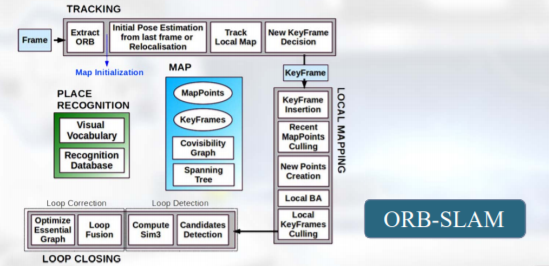 TRACKING
Frame
Extract
ORB
Initial Pose Estimation
from last frame or
Relocalisation
Track
Local Map
New KeyFrame
Decision
Map Initialization
KeyFrame
MAP
MapPoints
KeyFrames
Covisibility
Graph
Spanning
Tree
PLACE
RECOGNITION
Visual
Vocabulary
Recognition
Database
LOCAL MAPPING
KeyFrame
Insertion
Recent
MapPoints
Culling
New Points
Creation
Local BA
Local
KeyFrames
Culling
Loop Correction
Loop Detection
Optimize
Essential
Graph
Loop
Fusion
Compute
Sim3
Candidates
Detection
LOOP CLOSING
ORB-SLAM